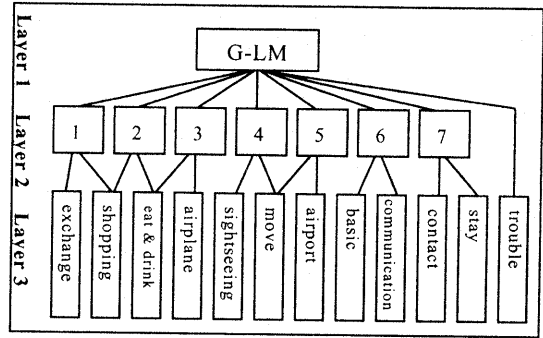 Layer 1
G-LM
Layer 2
1
2
3
4
5
6
7
Layer 3
exchange
shopping
eat & drink
airplane
sightseeing
move
airport
basic
communication
contact
stay
trouble